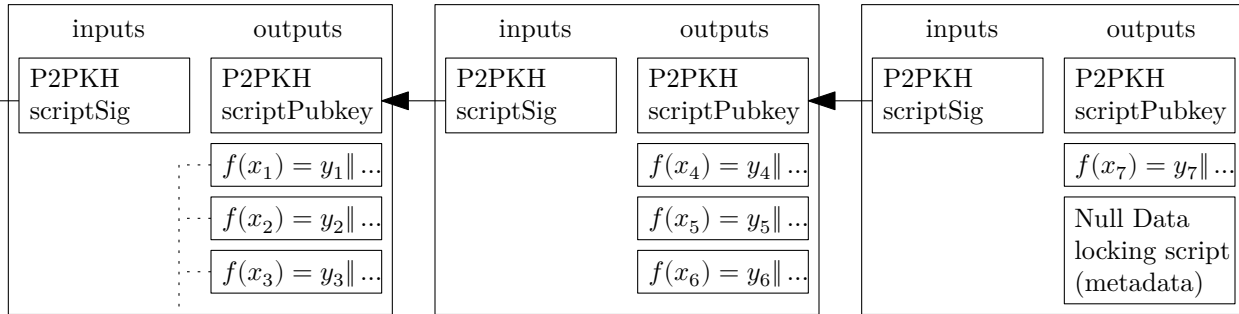 inputs outputs
P2PKH
scriptSig
P2PKH
scriptPubkey
f(x₁) = y₁‖ ...
f(x₂) = y₂‖ ...
f(x₃) = y₃‖ ...
inputs outputs
P2PKH
scriptSig
P2PKH
scriptPubkey
f(x₄) = y₄‖ ...
f(x₅) = y₅‖ ...
f(x₆) = y₆‖ ...
inputs outputs
P2PKH
scriptSig
P2PKH
scriptPubkey
f(x₇) = y₇‖ ...
Null Data
locking script
(metadata)